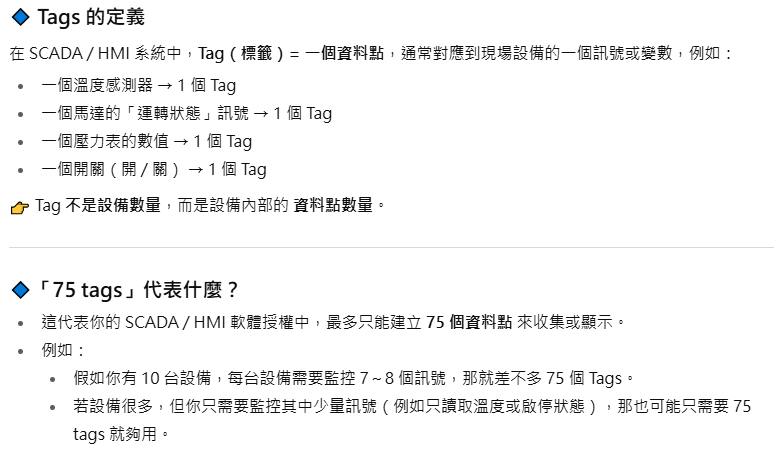 🔷 Tags 的定義
在 SCADA / HMI 系統中，Tag（標籤）= 一個資料點，通常對應到現場設備的一個訊號或變數，例如：
• 一個溫度感測器 → 1 個 Tag
• 一個馬達的「運轉狀態」訊號 → 1 個 Tag
• 一個壓力表的數值 → 1 個 Tag
• 一個開關（開 / 關） → 1 個 Tag
👉 Tag 不是設備數量，而是設備內部的 資料點數量。
🔷「75 tags」代表什麼？
• 這代表你的 SCADA / HMI 軟體授權中，最多只能建立 75 個資料點 來收集或顯示。
• 例如：
• 假如你有 10 台設備，每台設備需要監控 7～8 個訊號，那就差不多 75 個 Tags。
• 若設備很多，但你只需要監控其中少量訊號（例如只讀取溫度或啟停狀態），那也可能只需要 75
tags 就夠用。